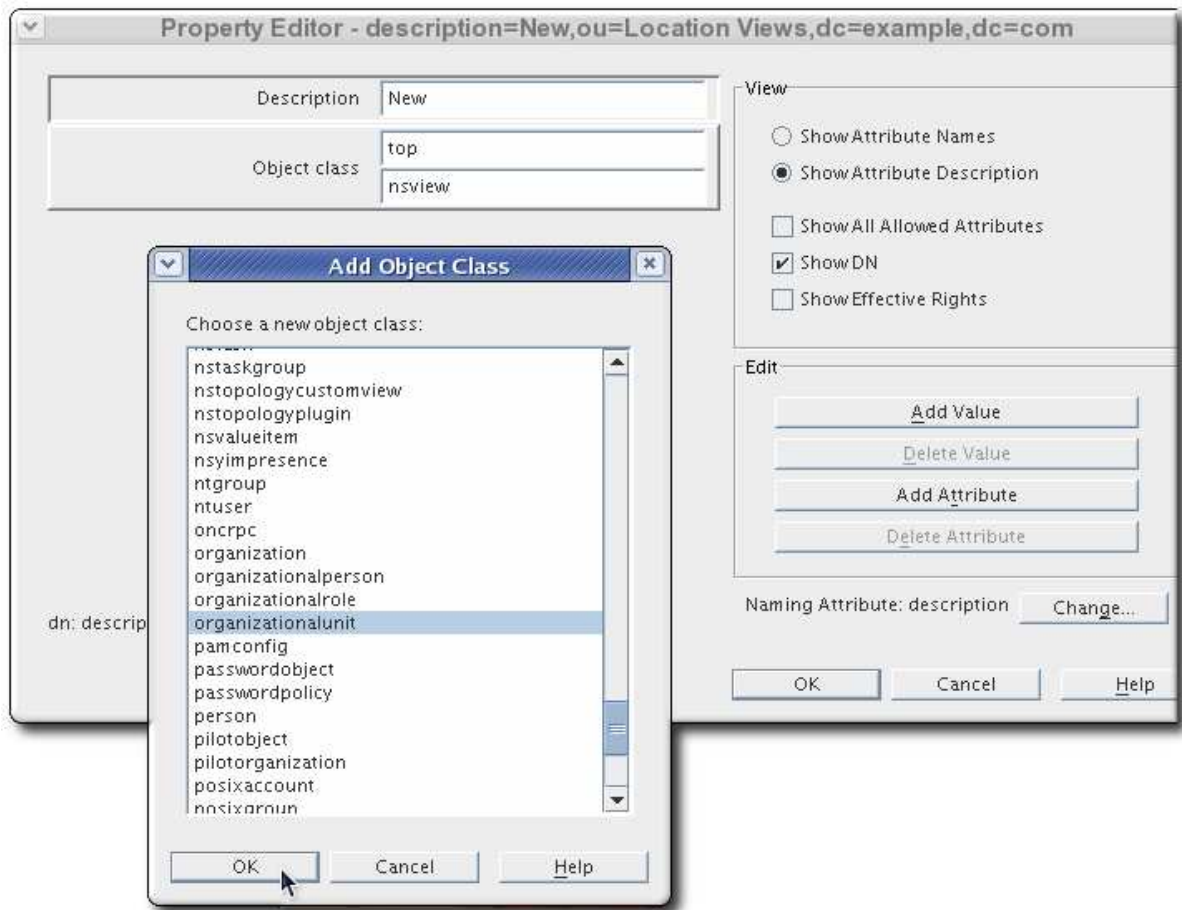 Property Editor - description=New,ou=Location Views,dc=example,dc=com
Description
New
Object class
top
nsview
View
Show Attribute Names
Show Attribute Description
Show All Allowed Attributes
Show DN
Show Effective Rights
Edit
Add Value
Delete Value
Add Attribute
Delete Attribute
Naming Attribute: description
Change...
OK
Cancel
Help
dn: descrip
Add Object Class
Choose a new object class:
nstaskgroup
nstopologycustomview
nstopologyplugin
nsvalueitem
nsyimpresence
ntgroup
ntuser
oncrpc
organization
organizationalperson
organizationalrole
organizationalunit
pamconfig
passwordobject
passwordpolicy
person
pilotobject
pilotorganization
posixaccount
posixgroup
OK
Cancel
Help